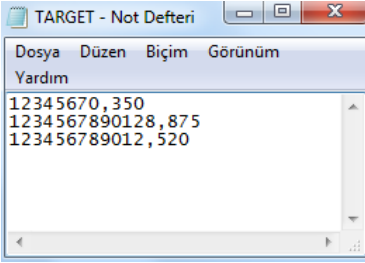 TARGET - Not Defteri
Dosya Düzen Biçim Görünüm
Yardım
12345670,350
1234567890128,875
123456789012,520